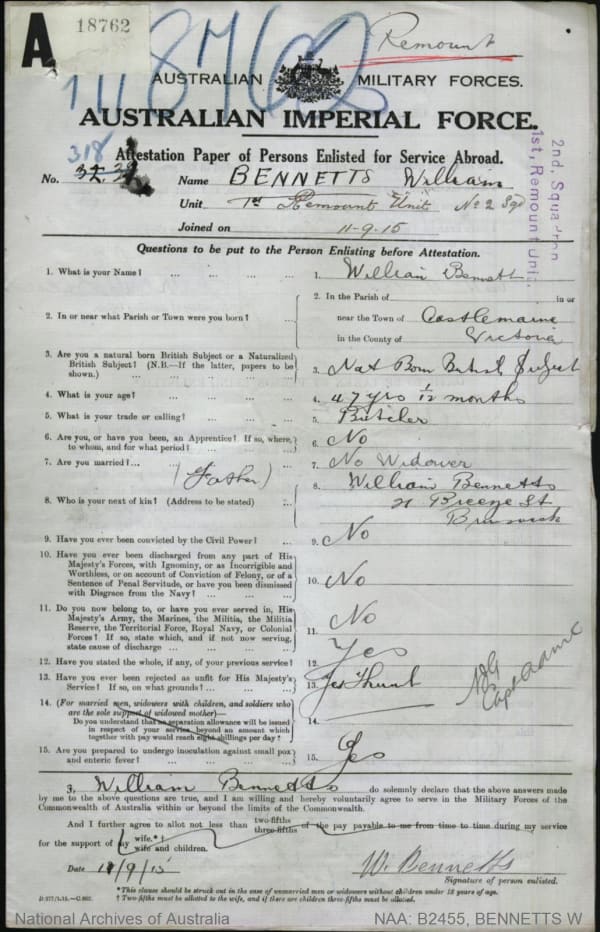 A
18762
18762
Remount
AUSTRALIAN MILITARY FORCES.
AUSTRALIAN IMPERIAL FORCE.
Attestation Paper of Persons Enlisted for Service Abroad.
318
No. Name BENNETTS William
Unit 1st Remount Unit No 2 Sqd
Joined on 11-9-15
2nd, Squadron
1st, Remount Unit.
Questions to be put to the Person Enlisting before Attestation.
1. What is your Name? ... ... ... ... 1. William Bennetts
2. In or near what Parish or Town were you born? ... 2. In the Parish of in or
near the Town of Castlemaine
in the County of Victoria
3. Are you a natural born British Subject or a Naturalized
British Subject? (N.B.—If the latter, papers to be
shown.) ... ... ... 3. Nat Born British Subject
4. What is your age? ... ... ... ... 4. 47 yrs 1/12 months
5. What is your trade or calling? ... ... ... 5. Butcher
6. Are you, or have you been, an Apprentice? If so, where,
to whom, and for what period? ... ... 6. No
7. Are you married? ... ... ... ... 7. No Widower
(Father)
8. Who is your next of kin? (Address to be stated) ... 8. William Bennetts
21 Breese St
Brunswick
9. Have you ever been convicted by the Civil Power? ... 9. No
10. Have you ever been discharged from any part of His
Majesty's Forces, with Ignominy, or as Incorrigible and
Worthless, or on account of Conviction of Felony, or of a
Sentence of Penal Servitude, or have you been dismissed
with Disgrace from the Navy? ... ... 10. No
11. Do you now belong to, or have you ever served in, His
Majesty's Army, the Marines, the Militia, the Militia
Reserve, the Territorial Force, Royal Navy, or Colonial
Forces? If so, state which, and if not now serving,
state cause of discharge ... ... 11. No
12. Have you stated the whole, if any, of your previous service? 12. Yes
13. Have you ever been rejected as unfit for His Majesty's
Service? If so, on what grounds? ... ... 13. Yes
14. (For married men, widowers with children, and soldiers who
are the sole support of widowed mother)—
Do you understand that no separation allowance will be issued
in respect of your service beyond an amount which
together with pay would reach eight shillings per day? 14.
15. Are you prepared to undergo inoculation against small pox
and enteric fever? ... ... ... 15. Yes
I, William Bennetts do solemnly declare that the above answers made
by me to the above questions are true, and I am willing and hereby voluntarily agree to serve in the Military Forces of the
Commonwealth of Australia within or beyond the limits of the Commonwealth.
And I further agree to allot not less than two-fifths three-fifths of the pay payable to me from time to time during my service
for the support of my wife.*† wife and children.
Date 11/9/15 W. Bennetts
Signature of person enlisted.
*This clause should be struck out in the case of unmarried men or widowers without children under 18 years of age.
D.277/1.15.—C.862. † Two-fifths must be allotted to the wife, and if there are children three-fifths must be allotted.
National Archives of Australia NAA: B2455, BENNETTS W